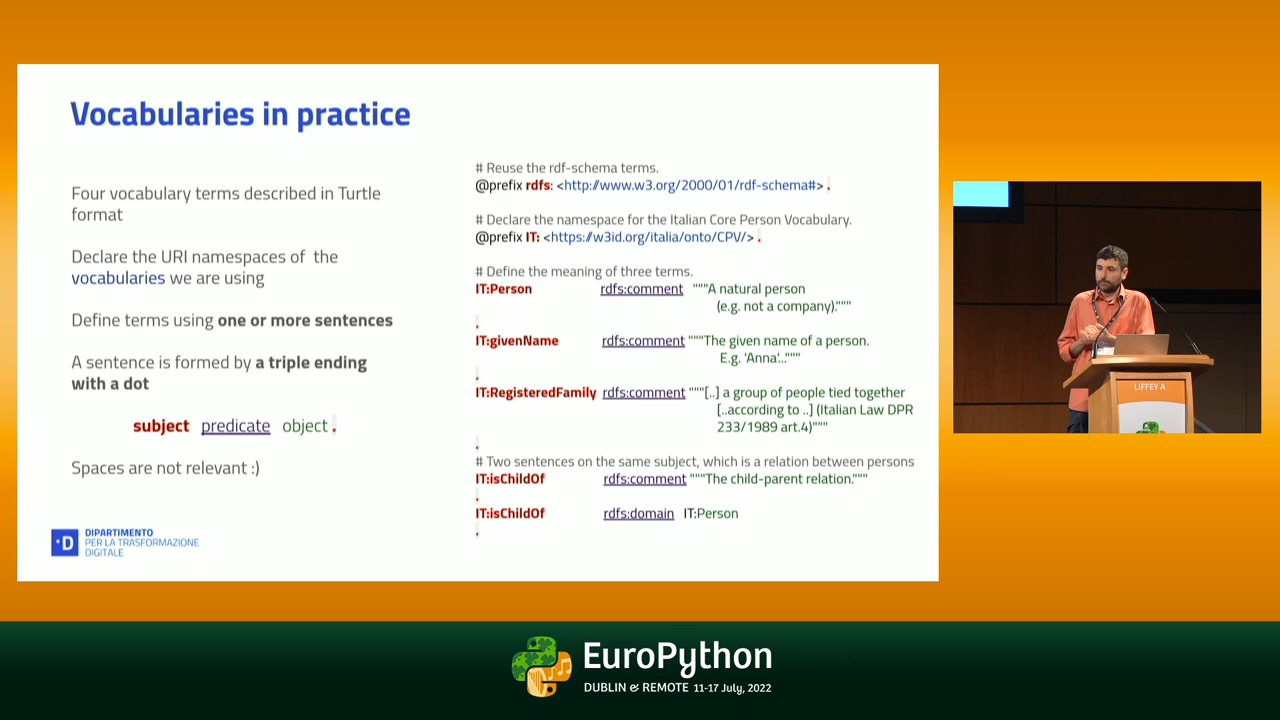 Vocabularies in practice
Four vocabulary terms described in Turtle
format
Declare the URI namespaces of the
vocabularies we are using
Define terms using one or more sentences
A sentence is formed by a triple ending
with a dot
subject predicate object .
Spaces are not relevant :)
·D DIPARTIMENTO
PER LA TRASFORMAZIONE
DIGITALE
# Reuse the rdf-schema terms.
@prefix rdfs: <http://www.w3.org/2000/01/rdf-schema#> .
# Declare the namespace for the Italian Core Person Vocabulary.
@prefix IT: <https://w3id.org/italia/onto/CPV/> .
# Define the meaning of three terms.
IT:Person rdfs:comment """A natural person
(e.g. not a company)."""
.
IT:givenName rdfs:comment """The given name of a person.
E.g. 'Anna'..."""
.
IT:RegisteredFamily rdfs:comment """[..] a group of people tied together
[..according to ..] (Italian Law DPR
233/1989 art.4)"""
.
# Two sentences on the same subject, which is a relation between persons
IT:isChildOf rdfs:comment """The child-parent relation."""
.
IT:isChildOf rdfs:domain IT:Person
.
LIFFEY A
EuroPython
DUBLIN & REMOTE 11-17 July, 2022